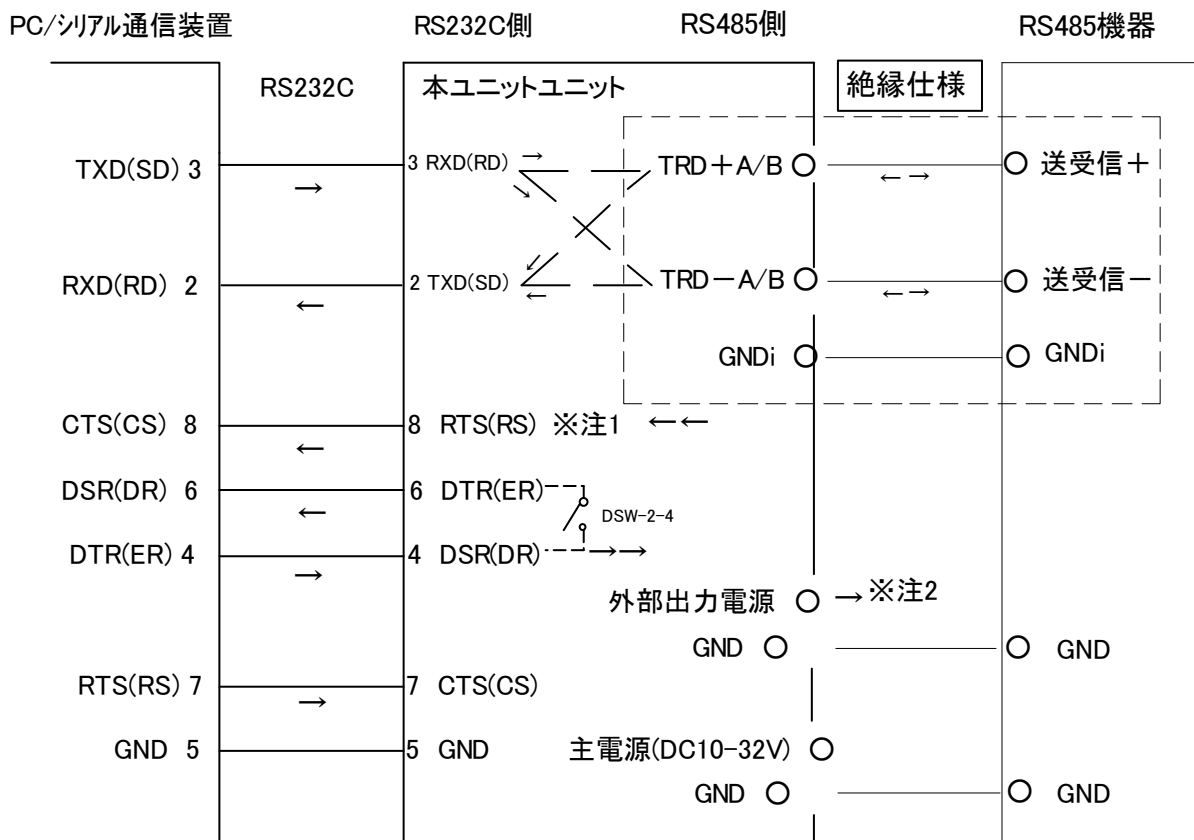 PC/シリアル通信装置 RS232C側 RS485側 RS485機器
RS232C 本ユニットユニット 絶縁仕様
TXD(SD) 3 3 RXD(RD) → TRD＋A/B 送受信＋
→ ↘ ← →
↙
RXD(RD) 2 2 TXD(SD) TRD－A/B 送受信－
← ← ← →
GNDi GNDi
CTS(CS) 8 8 RTS(RS) ※注1 ←←
←
DSR(DR) 6 6 DTR(ER)
← DSW-2-4
DTR(ER) 4 4 DSR(DR) →→
→
外部出力電源 →※注2
GND GND
RTS(RS) 7 7 CTS(CS)
→
GND 5 5 GND 主電源(DC10-32V)
GND GND